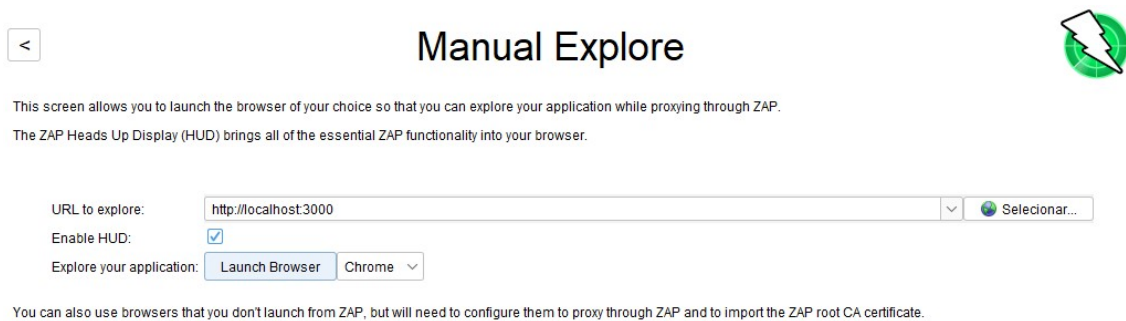 <
Manual Explore
This screen allows you to launch the browser of your choice so that you can explore your application while proxying through ZAP.
The ZAP Heads Up Display (HUD) brings all of the essential ZAP functionality into your browser.
URL to explore: http://localhost:3000 Selecionar...
Enable HUD:
Explore your application: Launch Browser Chrome
You can also use browsers that you don't launch from ZAP, but will need to configure them to proxy through ZAP and to import the ZAP root CA certificate.